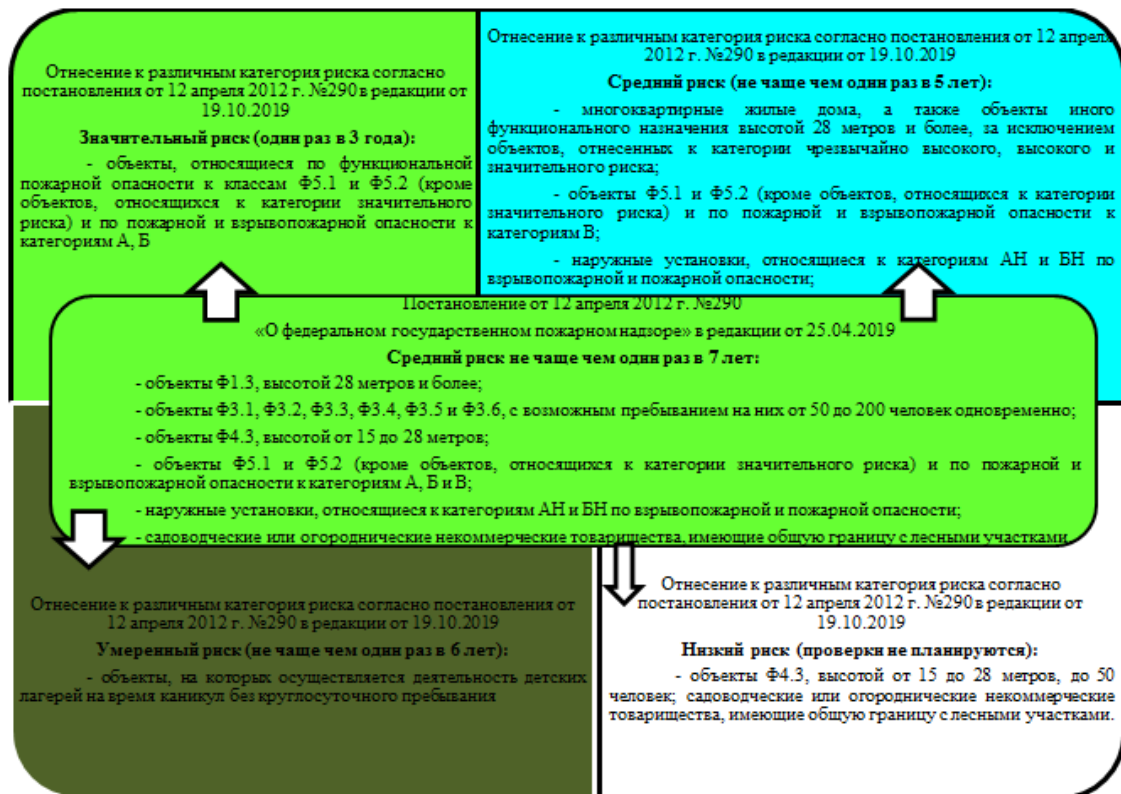 Отнесение к различным категория риска согласно
постановления от 12 апреля 2012 г. №290 в редакции от
19.10.2019
Значительный риск (один раз в 3 года):
- объекты, относящиеся по функциональной
пожарной опасности к классам Ф5.1 и Ф5.2 (кроме
объектов, относящихся к категории значительного
риска) и по пожарной и взрывопожарной опасности к
категориям А, Б
Отнесение к различным категория риска согласно постановления от 12 апреля
2012 г. №290 в редакции от 19.10.2019
Средний риск (не чаще чем один раз в 5 лет):
- многоквартирные жилые дома, а также объекты иного
функционального назначения высотой 28 метров и более, за исключением
объектов, отнесенных к категории чрезвычайно высокого, высокого и
значительного риска;
- объекты Ф5.1 и Ф5.2 (кроме объектов, относящихся к категории
значительного риска) и по пожарной и взрывопожарной опасности к
категориям В;
- наружные установки, относящиеся к категориям АН и БН по
взрывопожарной и пожарной опасности;
Постановление от 12 апреля 2012 г. №290
«О федеральном государственном пожарном надзоре» в редакции от 25.04.2019
Средний риск не чаще чем один раз в 7 лет:
- объекты Ф1.3, высотой 28 метров и более;
- объекты Ф3.1, Ф3.2, Ф3.3, Ф3.4, Ф3.5 и Ф3.6, с возможным пребыванием на них от 50 до 200 человек одновременно;
- объекты Ф4.3, высотой от 15 до 28 метров;
- объекты Ф5.1 и Ф5.2 (кроме объектов, относящихся к категории значительного риска) и по пожарной и
взрывопожарной опасности к категориям А, Б и В;
- наружные установки, относящиеся к категориям АН и БН по взрывопожарной и пожарной опасности;
- садоводческие или огороднические некоммерческие товарищества, имеющие общую границу с лесными участками.
Отнесение к различным категория риска согласно постановления от
12 апреля 2012 г. №290 в редакции от 19.10.2019
Умеренный риск (не чаще чем один раз в 6 лет):
- объекты, на которых осуществляется деятельность детских
лагерей на время каникул без круглосуточного пребывания
Отнесение к различным категория риска согласно
постановления от 12 апреля 2012 г. №290 в редакции от
19.10.2019
Низкий риск (проверки не планируются):
- объекты Ф4.3, высотой от 15 до 28 метров, до 50
человек; садоводческие или огороднические некоммерческие
товарищества, имеющие общую границу с лесными участками.